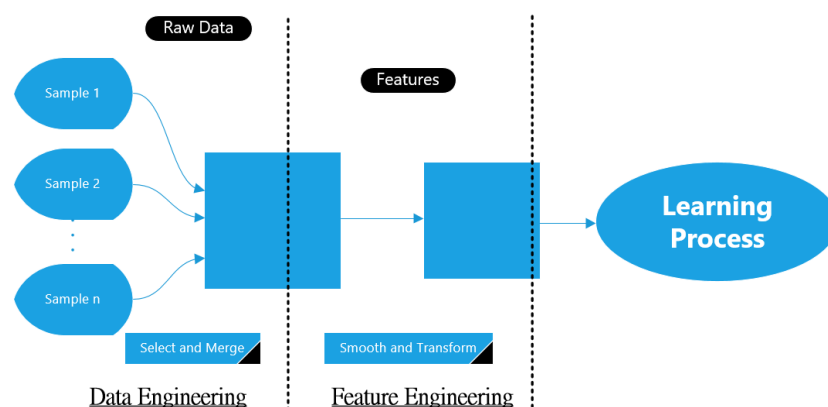 Raw Data
Features
Sample 1
Sample 2
Sample n
Learning
Process
Select and Merge
Smooth and Transform
Data Engineering
Feature Engineering